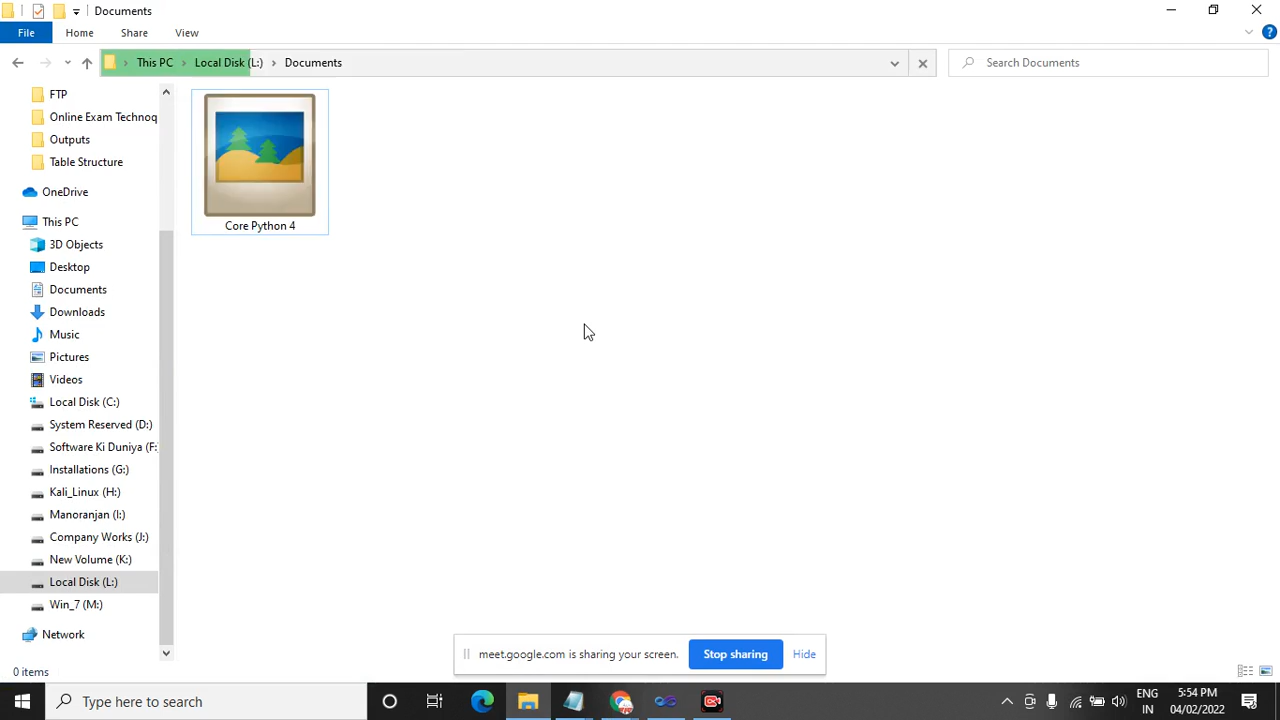 Documents
File
Home
Share
View
This PC
Local Disk (L:)
Documents
Search Documents
FTP
Online Exam Technoq
Outputs
Table Structure
OneDrive
This PC
3D Objects
Desktop
Documents
Downloads
Music
Pictures
Videos
Local Disk (C:)
System Reserved (D:)
Software Ki Duniya (F:
Installations (G:)
Kali_Linux (H:)
Manoranjan (I:)
Company Works (J:)
New Volume (K:)
Local Disk (L:)
Win_7 (M:)
Network
Core Python 4
meet.google.com is sharing your screen.
Stop sharing
Hide
0 items
Type here to search
ENG
IN
5:54 PM
04/02/2022